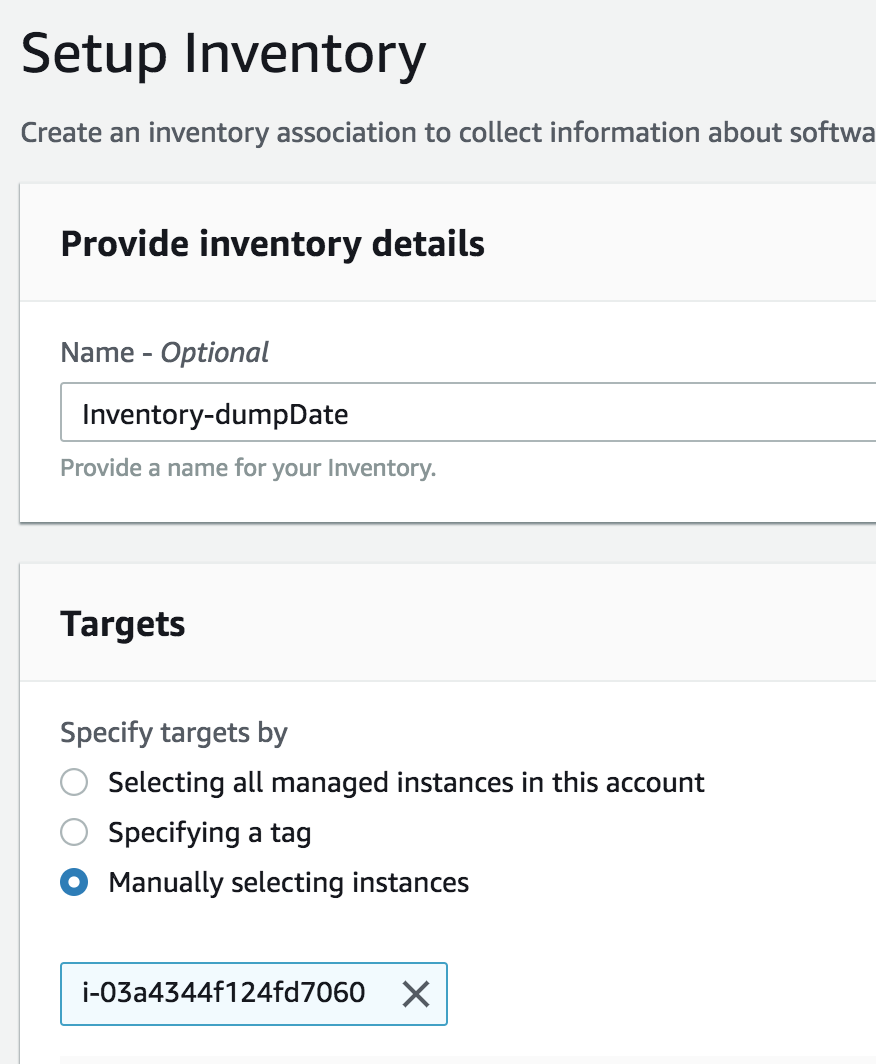 Setup Inventory
Create an inventory association to collect information about softwa
Provide inventory details
Name - Optional
Inventory-dumpDate
Provide a name for your Inventory.
Targets
Specify targets by
Selecting all managed instances in this account
Specifying a tag
Manually selecting instances
i-03a4344f124fd7060